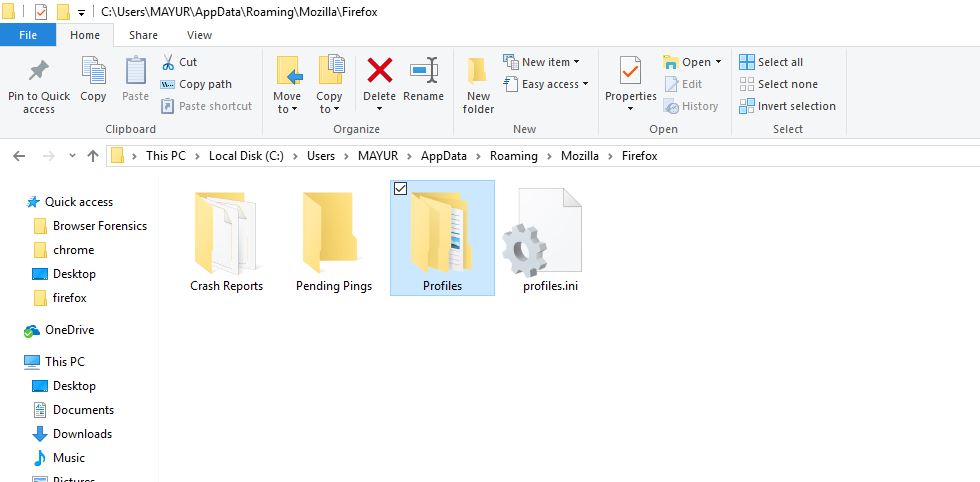 C:\Users\MAYUR\AppData\Roaming\Mozilla\Firefox
File Home Share View
Pin to Quick access
Copy
Paste
Cut
Copy path
Paste shortcut
Clipboard
Move to
Copy to
Delete
Rename
Organize
New folder
New item
Easy access
New
Properties
Open
Edit
History
Open
Select all
Select none
Invert selection
Select
This PC > Local Disk (C:) > Users > MAYUR > AppData > Roaming > Mozilla > Firefox
Quick access
Browser Forensics
chrome
Desktop
firefox
OneDrive
This PC
Desktop
Documents
Downloads
Music
Pictures
Crash Reports
Pending Pings
Profiles
profiles.ini